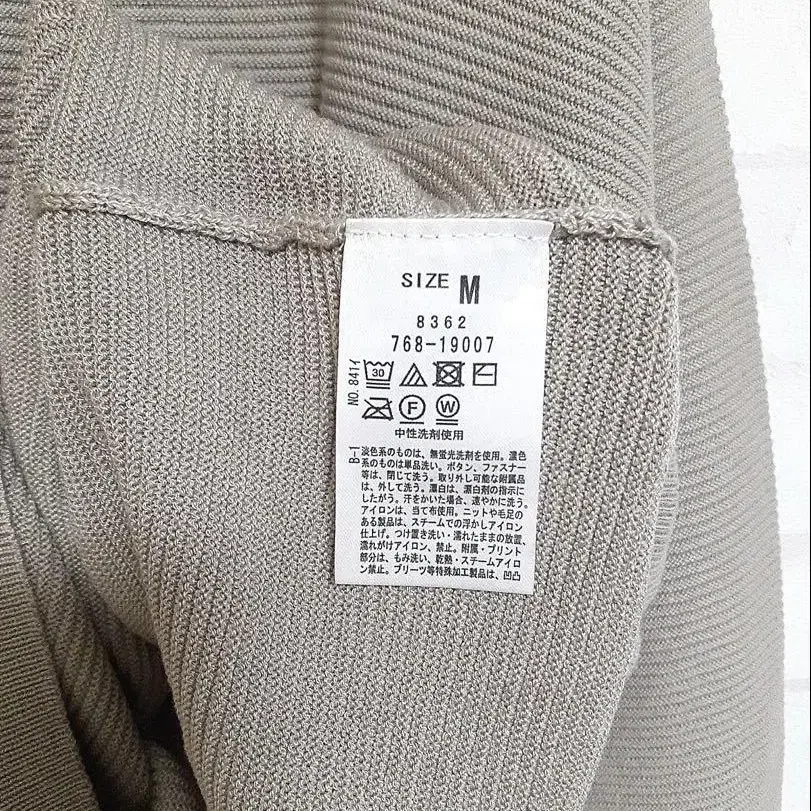 SIZE M
8362
768-19007
NO. 841イ
30
F W
中性洗剤使用
B-1
淡色系のものは、無蛍光洗剤を使用。濃色
系のものは単品洗い。ボタン、ファスナー
等は、閉じて洗う。取り外し可能な附属品
は、外して洗う。漂白は、漂白剤の指示に
したがう。汗をかいた場合、速やかに洗う。
アイロンは、当て布使用。ニットや毛足の
ある製品は、スチームでの浮かしアイロン
仕上げ。つけ置き洗い・濡れたままの放置、
濡れがけアイロン、禁止。附属・プリント
部分は、もみ洗い、乾熱・スチームアイロ
ン禁止。プリーツ等特殊加工製品は、凹凸